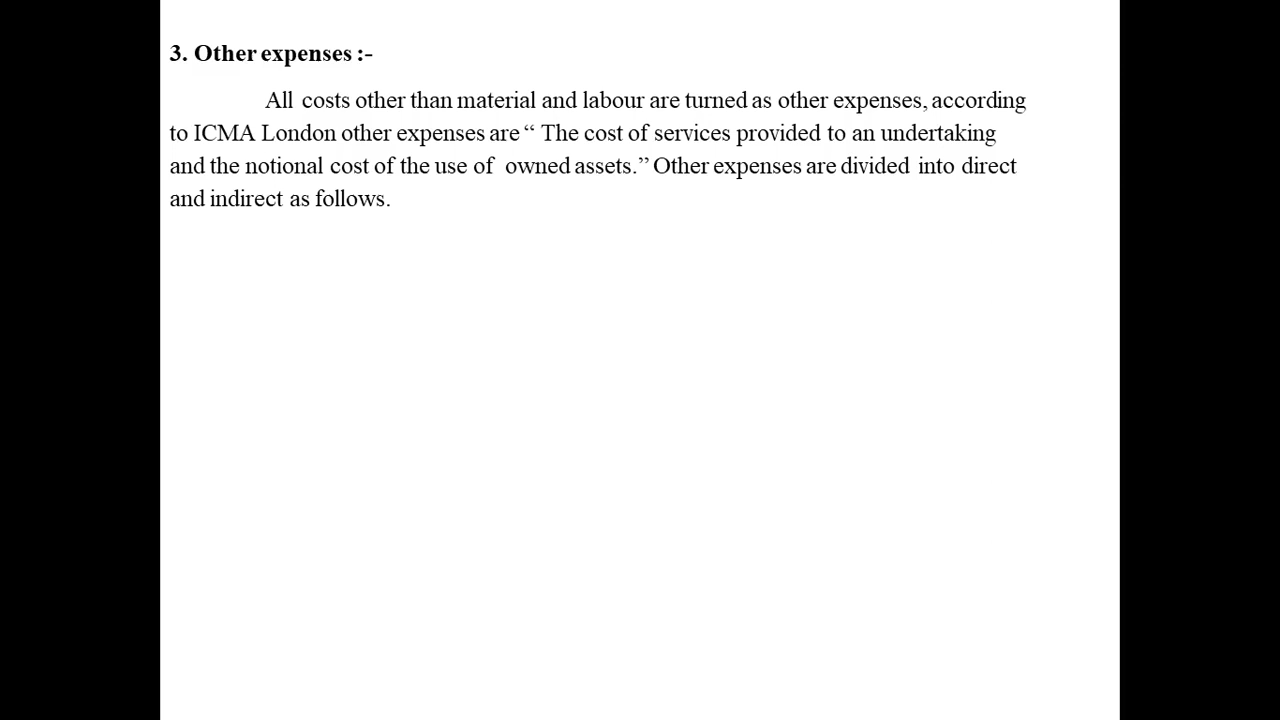 3. Other expenses :-
All costs other than material and labour are turned as other expenses, according
to ICMA London other expenses are “ The cost of services provided to an undertaking
and the notional cost of the use of owned assets.” Other expenses are divided into direct
and indirect as follows.